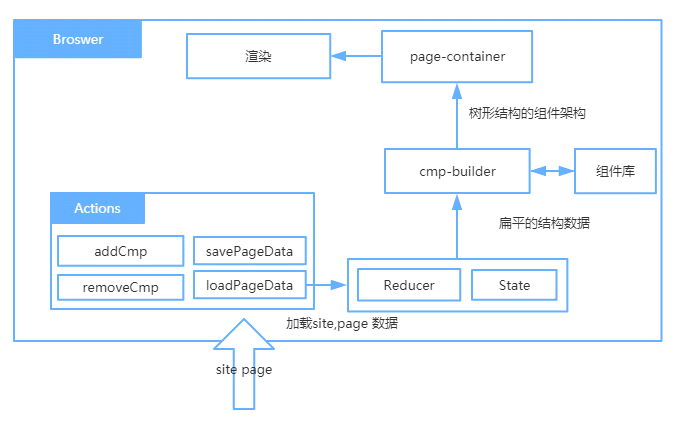 Broswer
渲染
page-container
树形结构的组件架构
cmp-builder
组件库
Actions
扁平的结构数据
addCmp
savePageData
removeCmp
loadPageData
Reducer
State
加载site,page 数据
site page